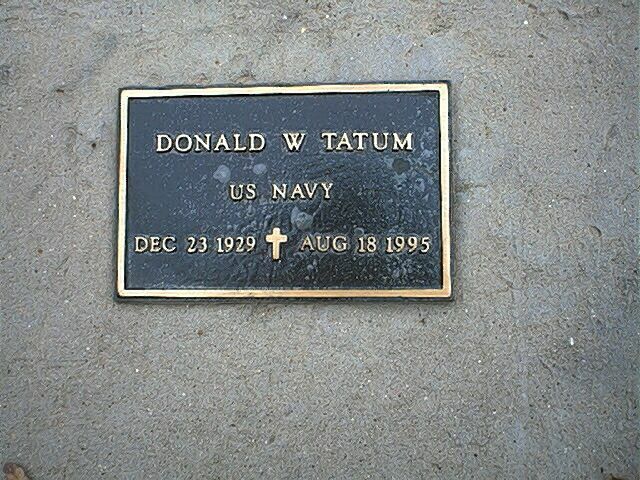 DONALD W TATUM
US NAVY
DEC 23 1929 ✝ AUG 18 1995